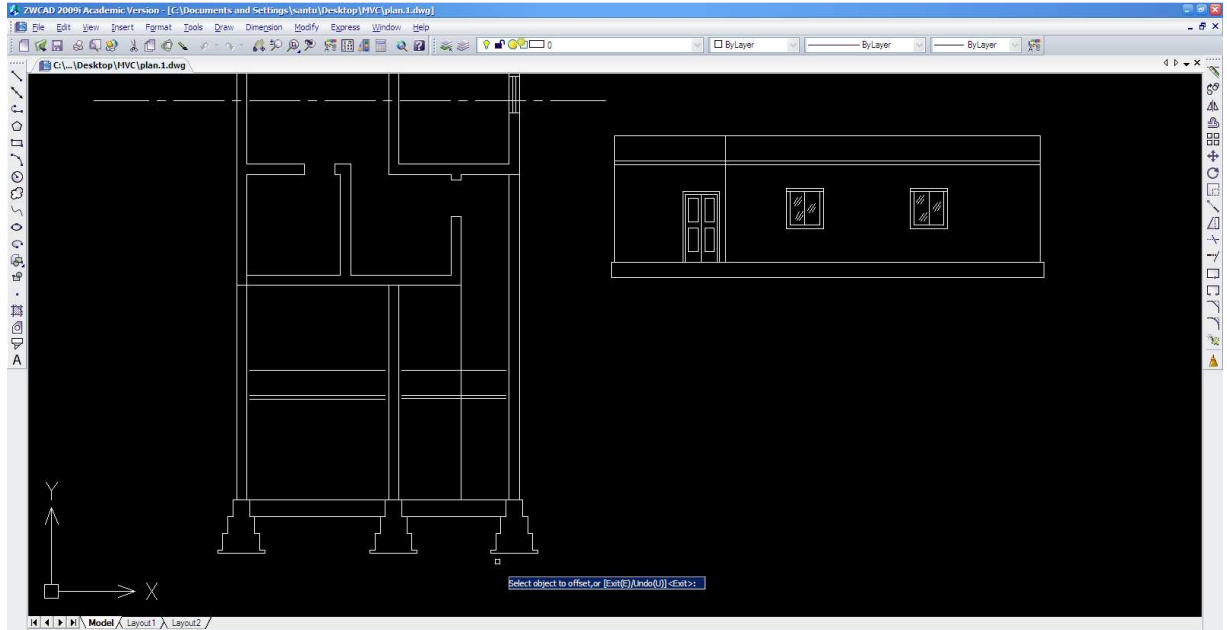 ZWCAD 2009i Academic Version - [C:\Documents and Settings\santu\Desktop\MVC\plan.1.dwg]
File Edit View Insert Format Tools Draw Dimension Modify Express Window Help
0 ByLayer ByLayer ByLayer
C:\...\Desktop\MVC\plan.1.dwg
A
Y
X
Select object to offset,or [Exit(E)/Undo(U)]<Exit>:
Model Layout1 Layout2